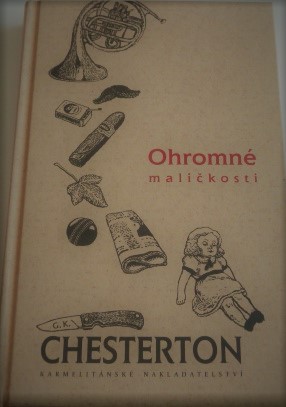 Ohromné
maličkosti
G. K.
CHESTERTON
KARMELITÁNSKÉ NAKLADATELSTVÍ